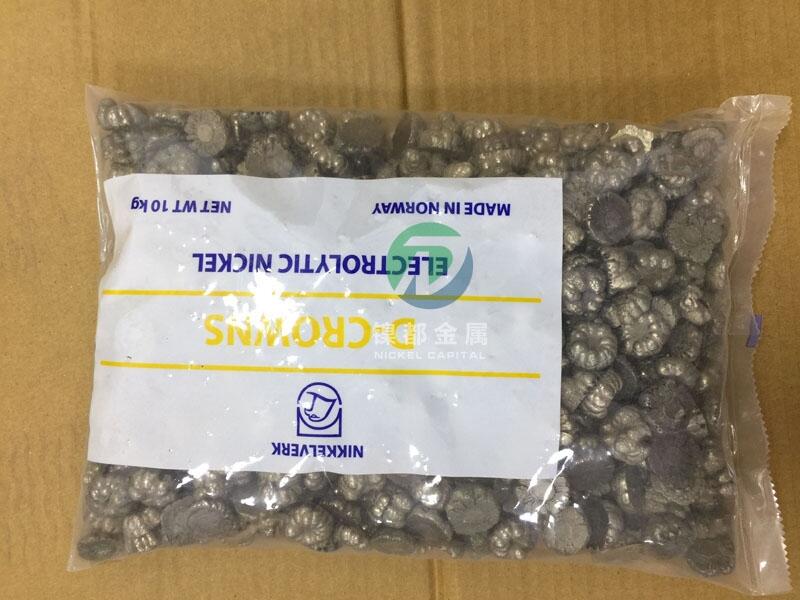 NIKKELVERK
D-CROWNS
ELECTROLYTIC NICKEL
MADE IN NORWAY NET WT 10 kg
镍都金属
NICKEL CAPITAL